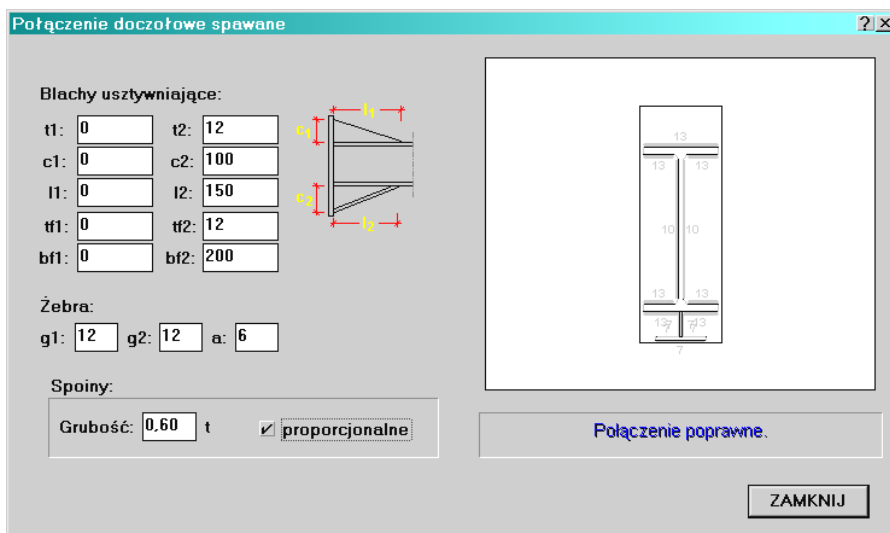 Połączenie doczołowe spawane
Blachy usztywniające:
t1: 0 t2: 12
c1: 0 c2: 100
l1: 0 l2: 150
tf1: 0 tf2: 12
bf1: 0 bf2: 200
l1
c1
c2
l2
Żebra:
g1: 12 g2: 12 a: 6
Spoiny:
Grubość: 0,60 t proporcjonalne
13
13 13
10 10
13 13
13 7 7 13
7
Połączenie poprawne.
ZAMKNIJ